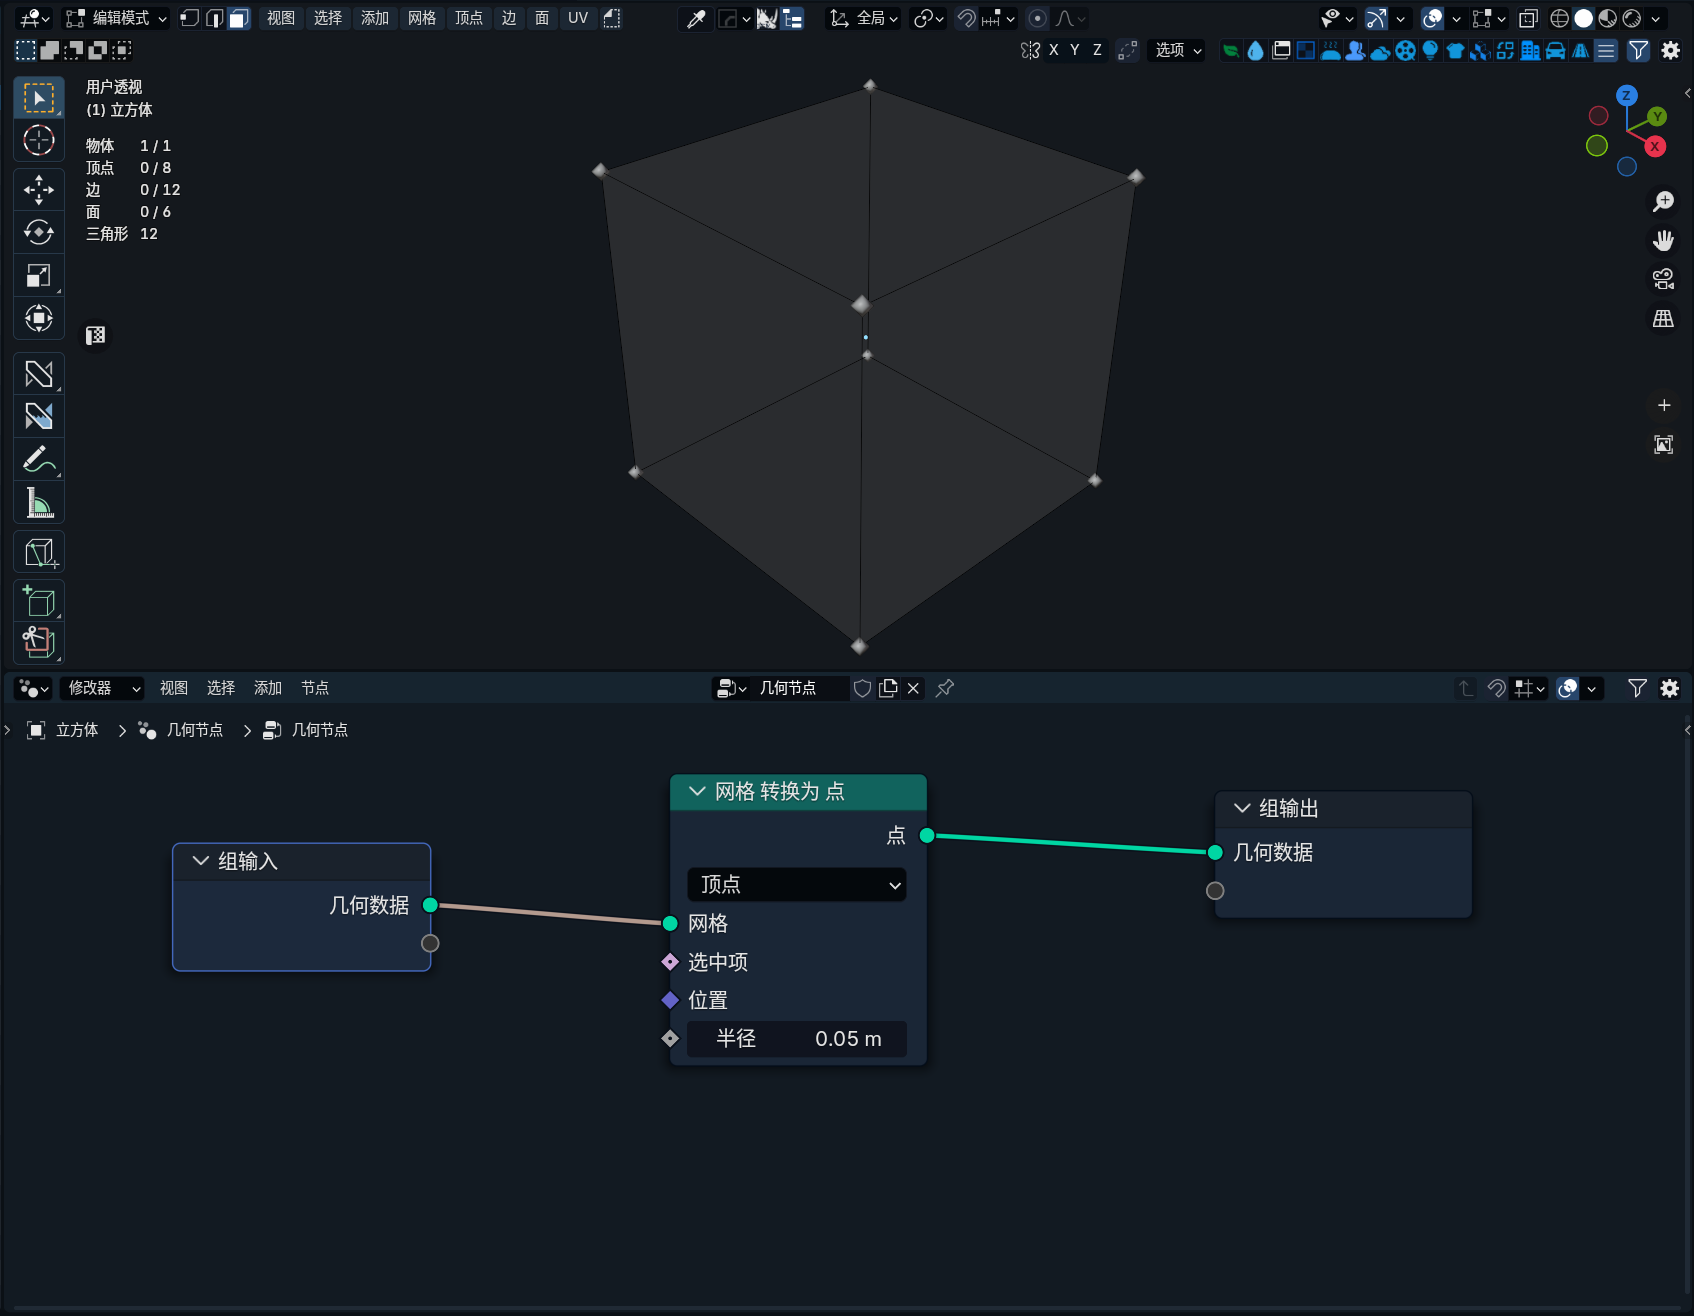 编辑模式 视图 选择 添加 网格 顶点 边 面 UV 全局
X Y Z 选项
用户透视
(1) 立方体
物体 1 / 1
顶点 0 / 8
边 0 / 12
面 0 / 6
三角形 12
Z
Y
X
修改器 视图 选择 添加 节点 几何节点
立方体 几何节点 几何节点
网格 转换为 点
点
顶点
网格
选中项
位置
半径 0.05 m
组输入
几何数据
组输出
几何数据